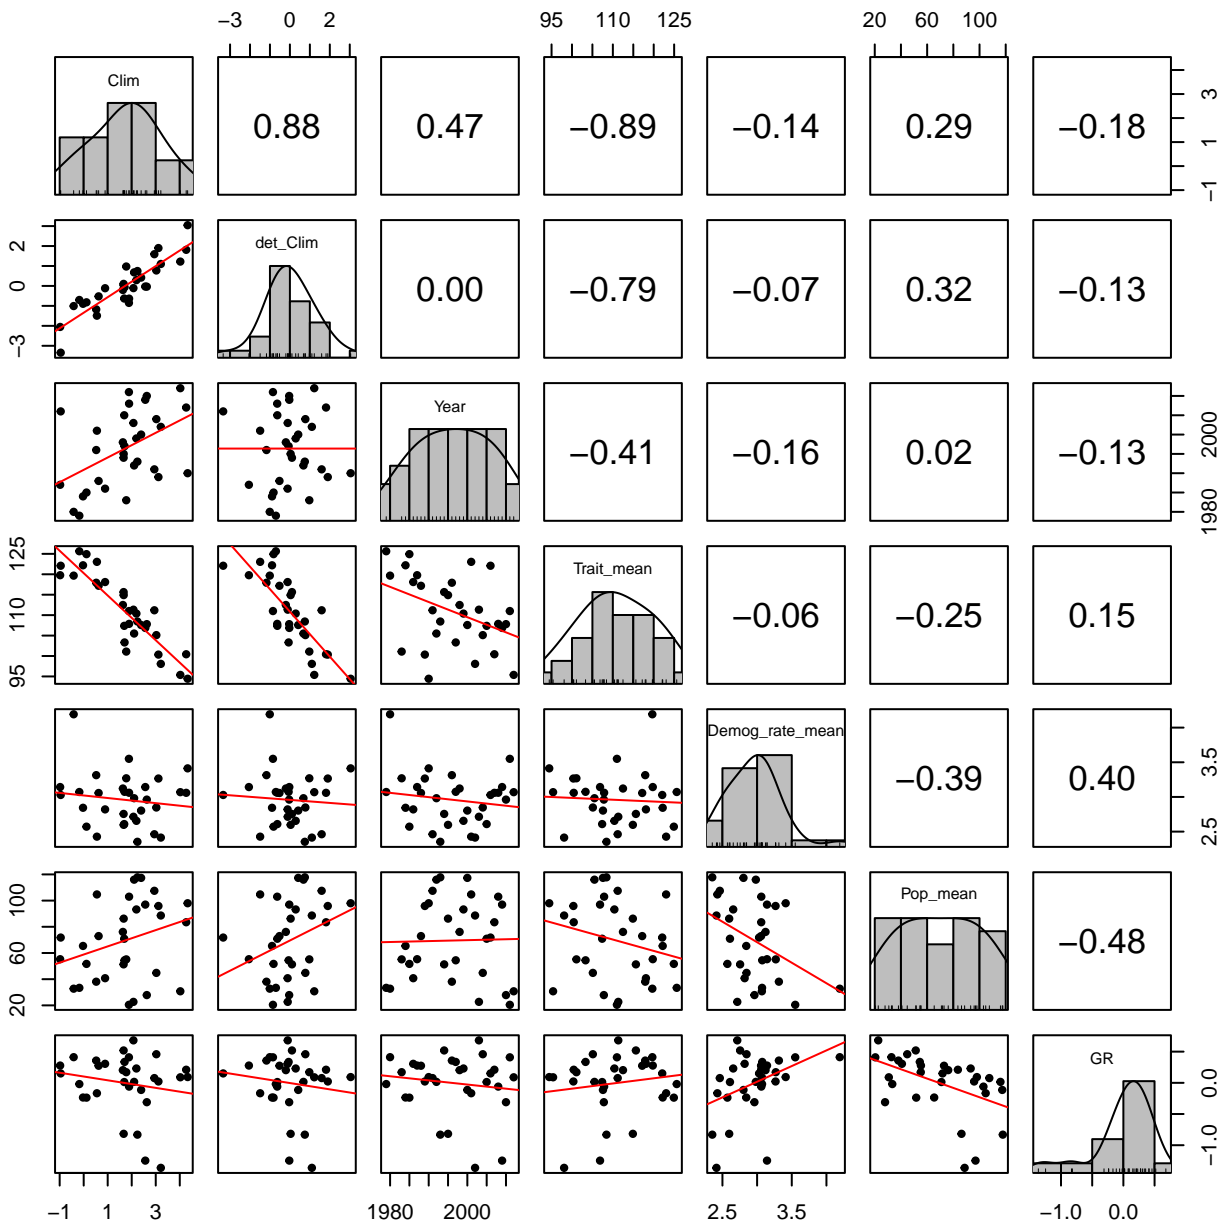 −3 0 2 95 110 125 20 60 100
Clim 0.88 0.47 −0.89 −0.14 0.29 −0.18 −1 1 3
−3 0 2 det_Clim 0.00 −0.79 −0.07 0.32 −0.13
Year −0.41 −0.16 0.02 −0.13 1980 2000
95 110 125 Trait_mean −0.06 −0.25 0.15
Demog_rate_mean −0.39 0.40 2.5 3.5
20 60 100 Pop_mean −0.48
GR −1.0 0.0
−1 1 3 1980 2000 2.5 3.5 −1.0 0.0